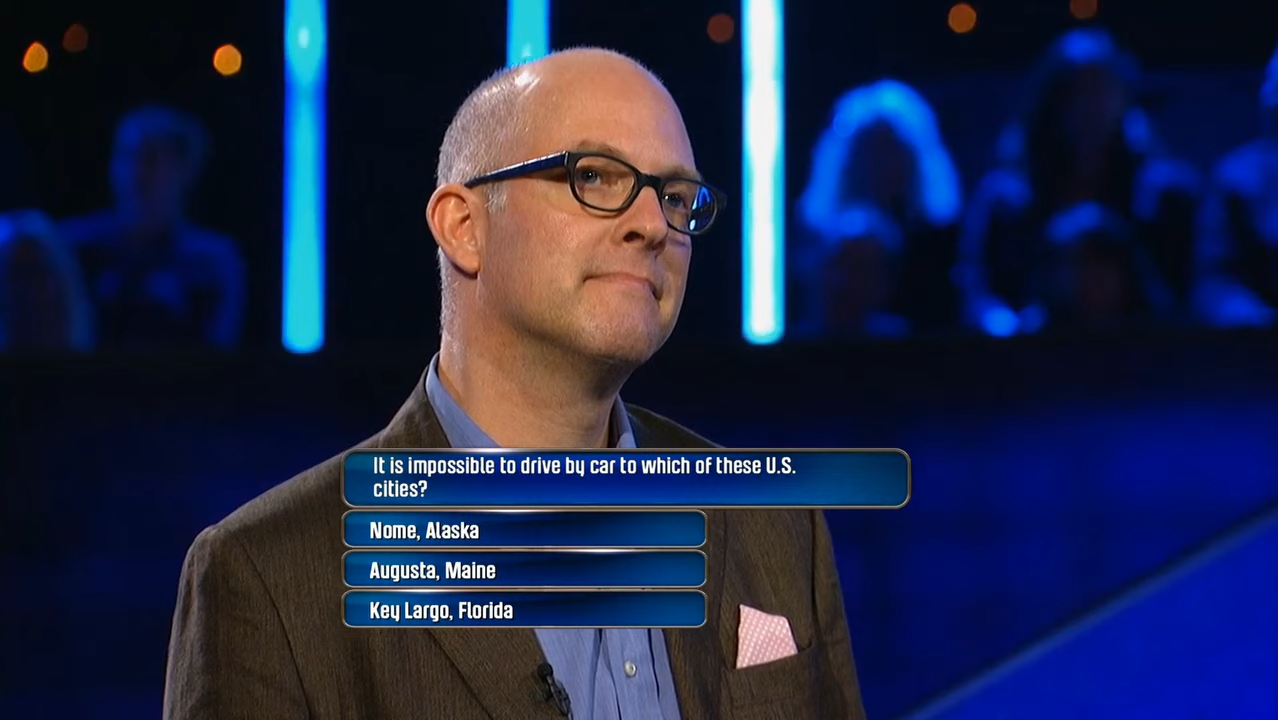 It is impossible to drive by car to which of these U.S.
cities?
Nome, Alaska
Augusta, Maine
Key Largo, Florida